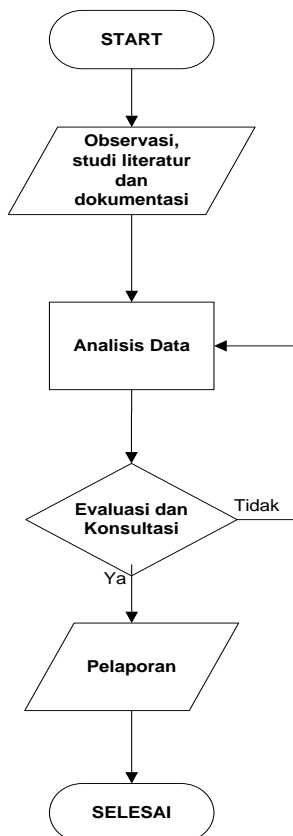 START
Observasi,
studi literatur
dan
dokumentasi
Analisis Data
Evaluasi dan
Konsultasi
Tidak
Ya
Pelaporan
SELESAI